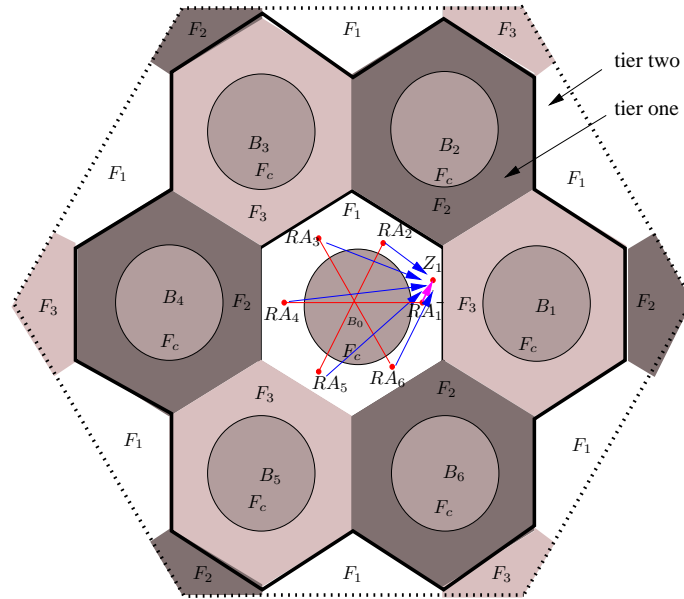 F2
F1
F3
tier two
tier one
B3
Fc
F3
B2
Fc
F2
F1
F1
F1
RA3
RA2
Z1
B4
F2
Fc
RA4
B0
RA1
F3
B1
Fc
F3
F2
Fc
RA5
RA6
F3
F2
F1
F1
B5
Fc
B6
Fc
F2
F1
F3